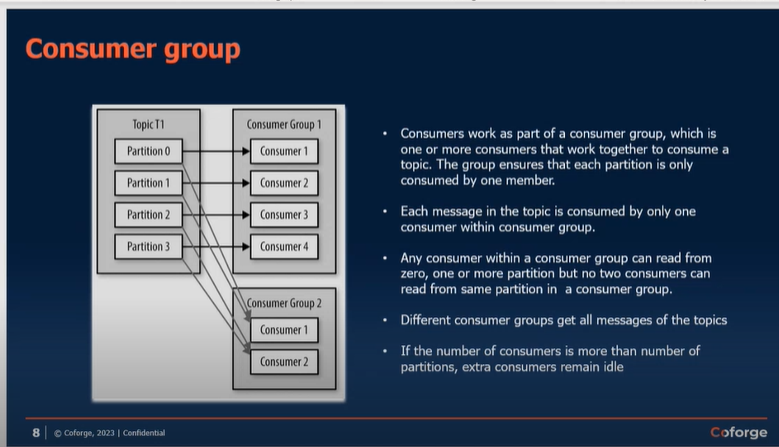 Consumer group
Topic T1
Partition 0
Partition 1
Partition 2
Partition 3
Consumer Group 1
Consumer 1
Consumer 2
Consumer 3
Consumer 4
Consumer Group 2
Consumer 1
Consumer 2
• Consumers work as part of a consumer group, which is
one or more consumers that work together to consume a
topic. The group ensures that each partition is only
consumed by one member.
• Each message in the topic is consumed by only one
consumer within consumer group.
• Any consumer within a consumer group can read from
zero, one or more partition but no two consumers can
read from same partition in a consumer group.
• Different consumer groups get all messages of the topics
• If the number of consumers is more than number of
partitions, extra consumers remain idle
8 | © Coforge, 2023 | Confidential
Coforge